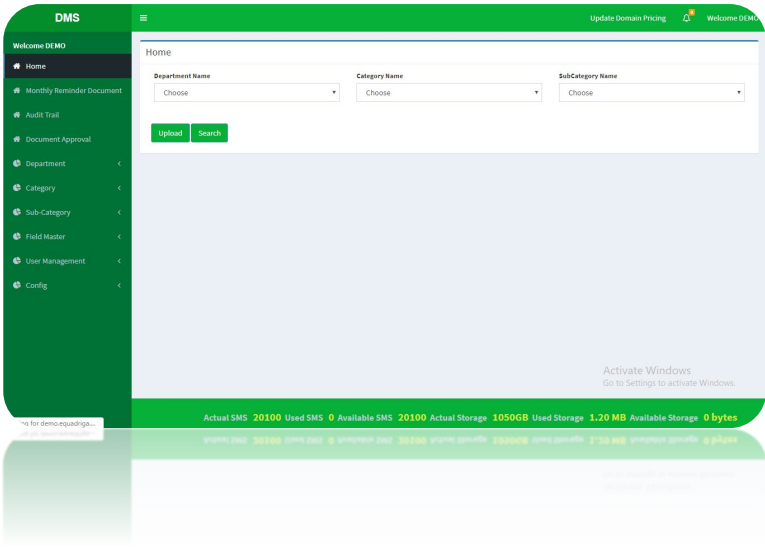 DMS
Update Domain Pricing
Welcome DEMO
Welcome DEMO
Home
Monthly Reminder Document
Audit Trail
Document Approval
Department
Category
Sub-Category
Field Master
User Management
Config
Home
Department Name
Category Name
SubCategory Name
Choose
Choose
Choose
Upload
Search
Activate Windows
Go to Settings to activate Windows.
Actual SMS 20100 Used SMS 0 Available SMS 20100 Actual Storage 1050GB Used Storage 1.20 MB Available Storage 0 bytes
for demo.equadriga...